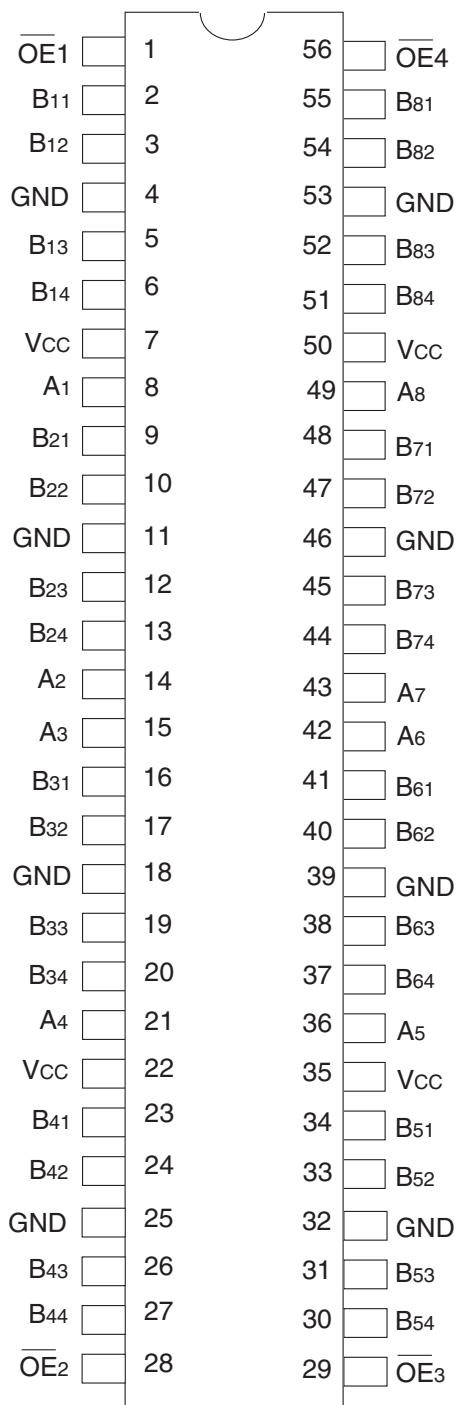 OE1 1 56 OE4
B11 2 55 B81
B12 3 54 B82
GND 4 53 GND
B13 5 52 B83
B14 6 51 B84
VCC 7 50 VCC
A1 8 49 A8
B21 9 48 B71
B22 10 47 B72
GND 11 46 GND
B23 12 45 B73
B24 13 44 B74
A2 14 43 A7
A3 15 42 A6
B31 16 41 B61
B32 17 40 B62
GND 18 39 GND
B33 19 38 B63
B34 20 37 B64
A4 21 36 A5
VCC 22 35 VCC
B41 23 34 B51
B42 24 33 B52
GND 25 32 GND
B43 26 31 B53
B44 27 30 B54
OE2 28 29 OE3